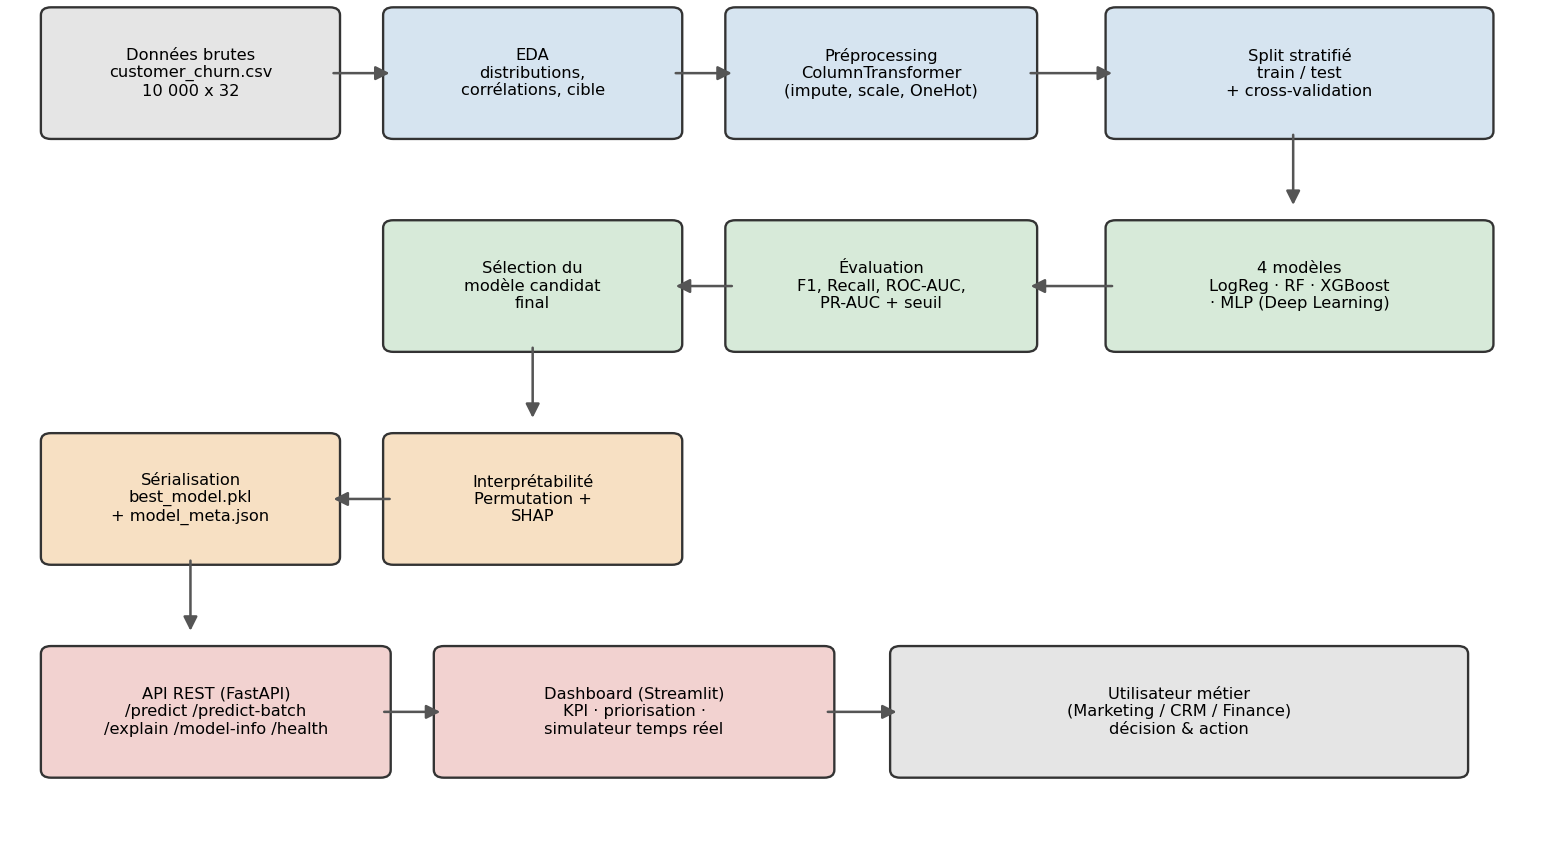 Données brutes
customer_churn.csv
10 000 x 32
EDA
distributions,
corrélations, cible
Préprocessing
ColumnTransformer
(impute, scale, OneHot)
Split stratifié
train / test
+ cross-validation
4 modèles
LogReg · RF · XGBoost
· MLP (Deep Learning)
Évaluation
F1, Recall, ROC-AUC,
PR-AUC + seuil
Sélection du
modèle candidat
final
Interprétabilité
Permutation +
SHAP
Sérialisation
best_model.pkl
+ model_meta.json
API REST (FastAPI)
/predict /predict-batch
/explain /model-info /health
Dashboard (Streamlit)
KPI · priorisation ·
simulateur temps réel
Utilisateur métier
(Marketing / CRM / Finance)
décision & action